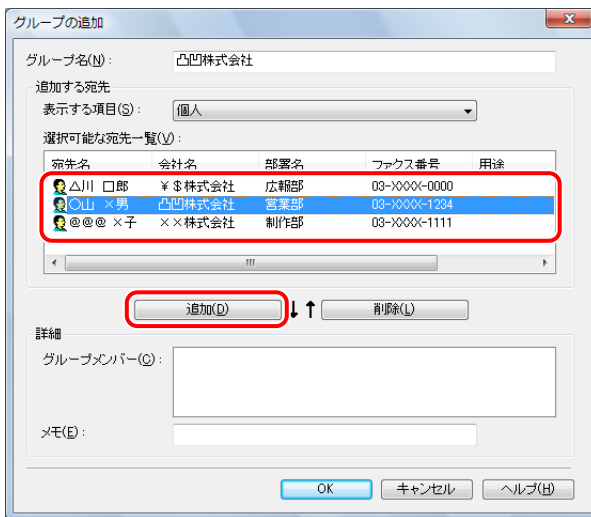 グループの追加
グループ名(N): 凸凹株式会社
追加する宛先
表示する項目(S): 個人
選択可能な宛先一覧(V):
宛先名 会社名 部署名 ファクス番号 用途
△川 口郎 ￥＄株式会社 広報部 03-XXXX-0000
○山 ×男 凸凹株式会社 営業部 03-XXXX-1234
@@@ ×子 ××株式会社 制作部 03-XXXX-1111
追加(D) ↓↑ 削除(L)
詳細
グループメンバー(C):
メモ(E):
OK キャンセル ヘルプ(H)